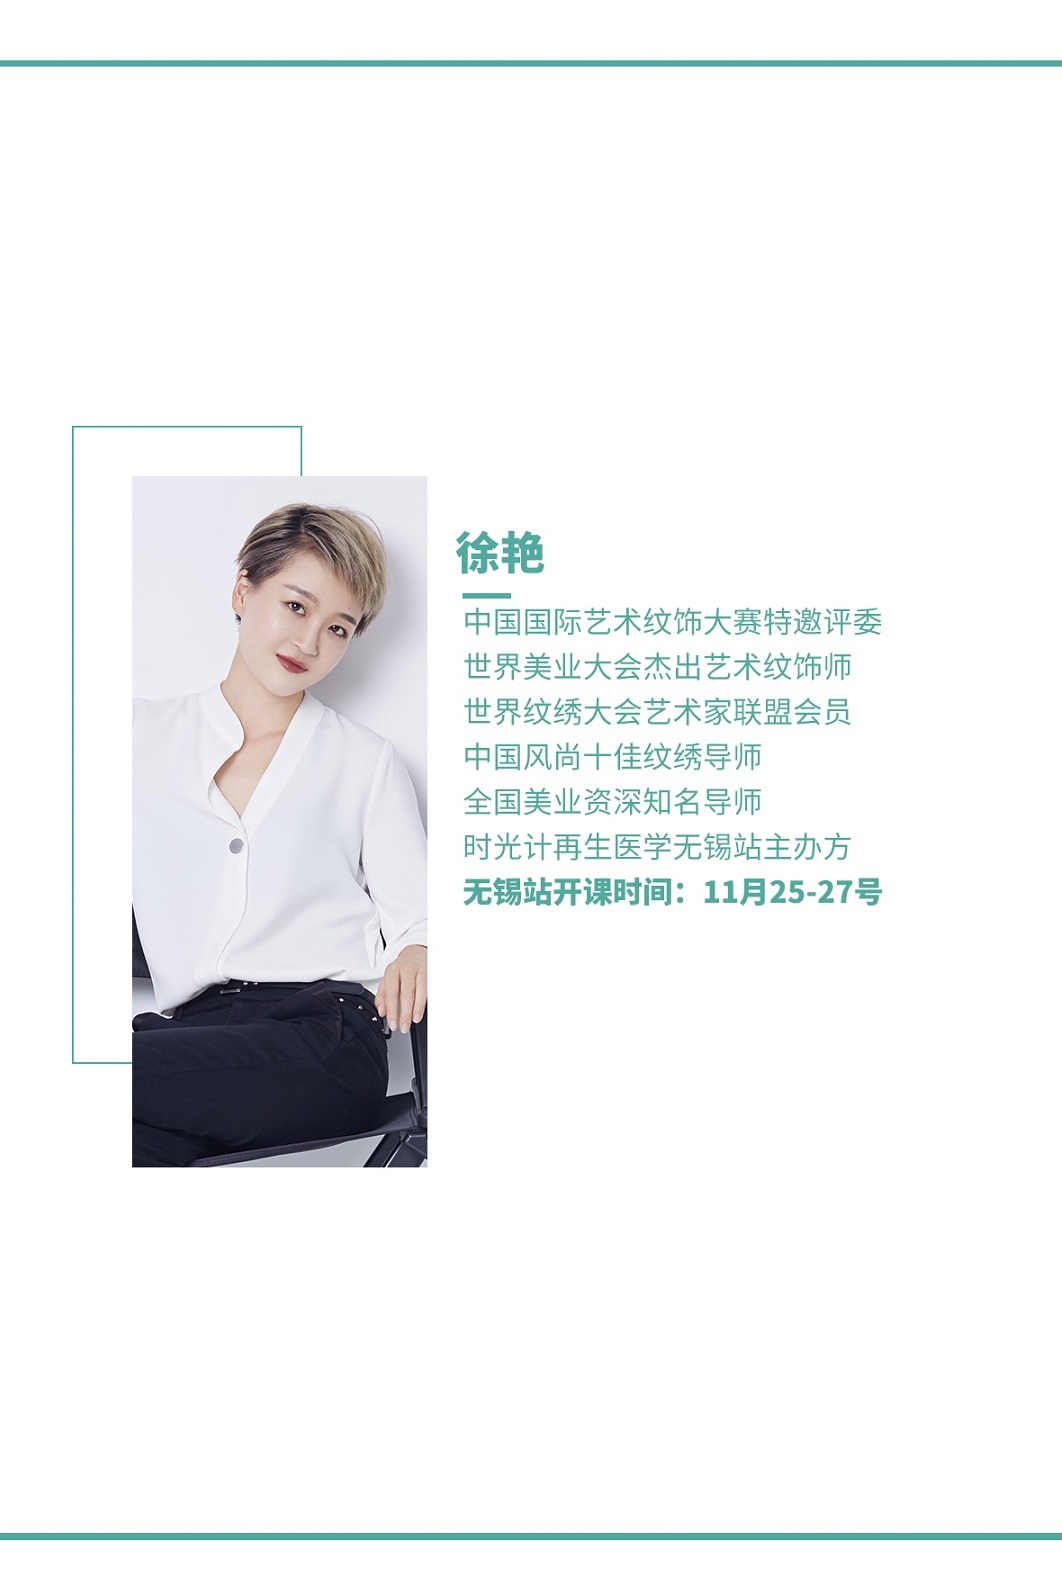 徐艳
中国国际艺术纹饰大赛特邀评委
世界美业大会杰出艺术纹饰师
世界纹绣大会艺术家联盟会员
中国风尚十佳纹绣导师
全国美业资深知名导师
时光计再生医学无锡站主办方
无锡站开课时间：11月25-27号